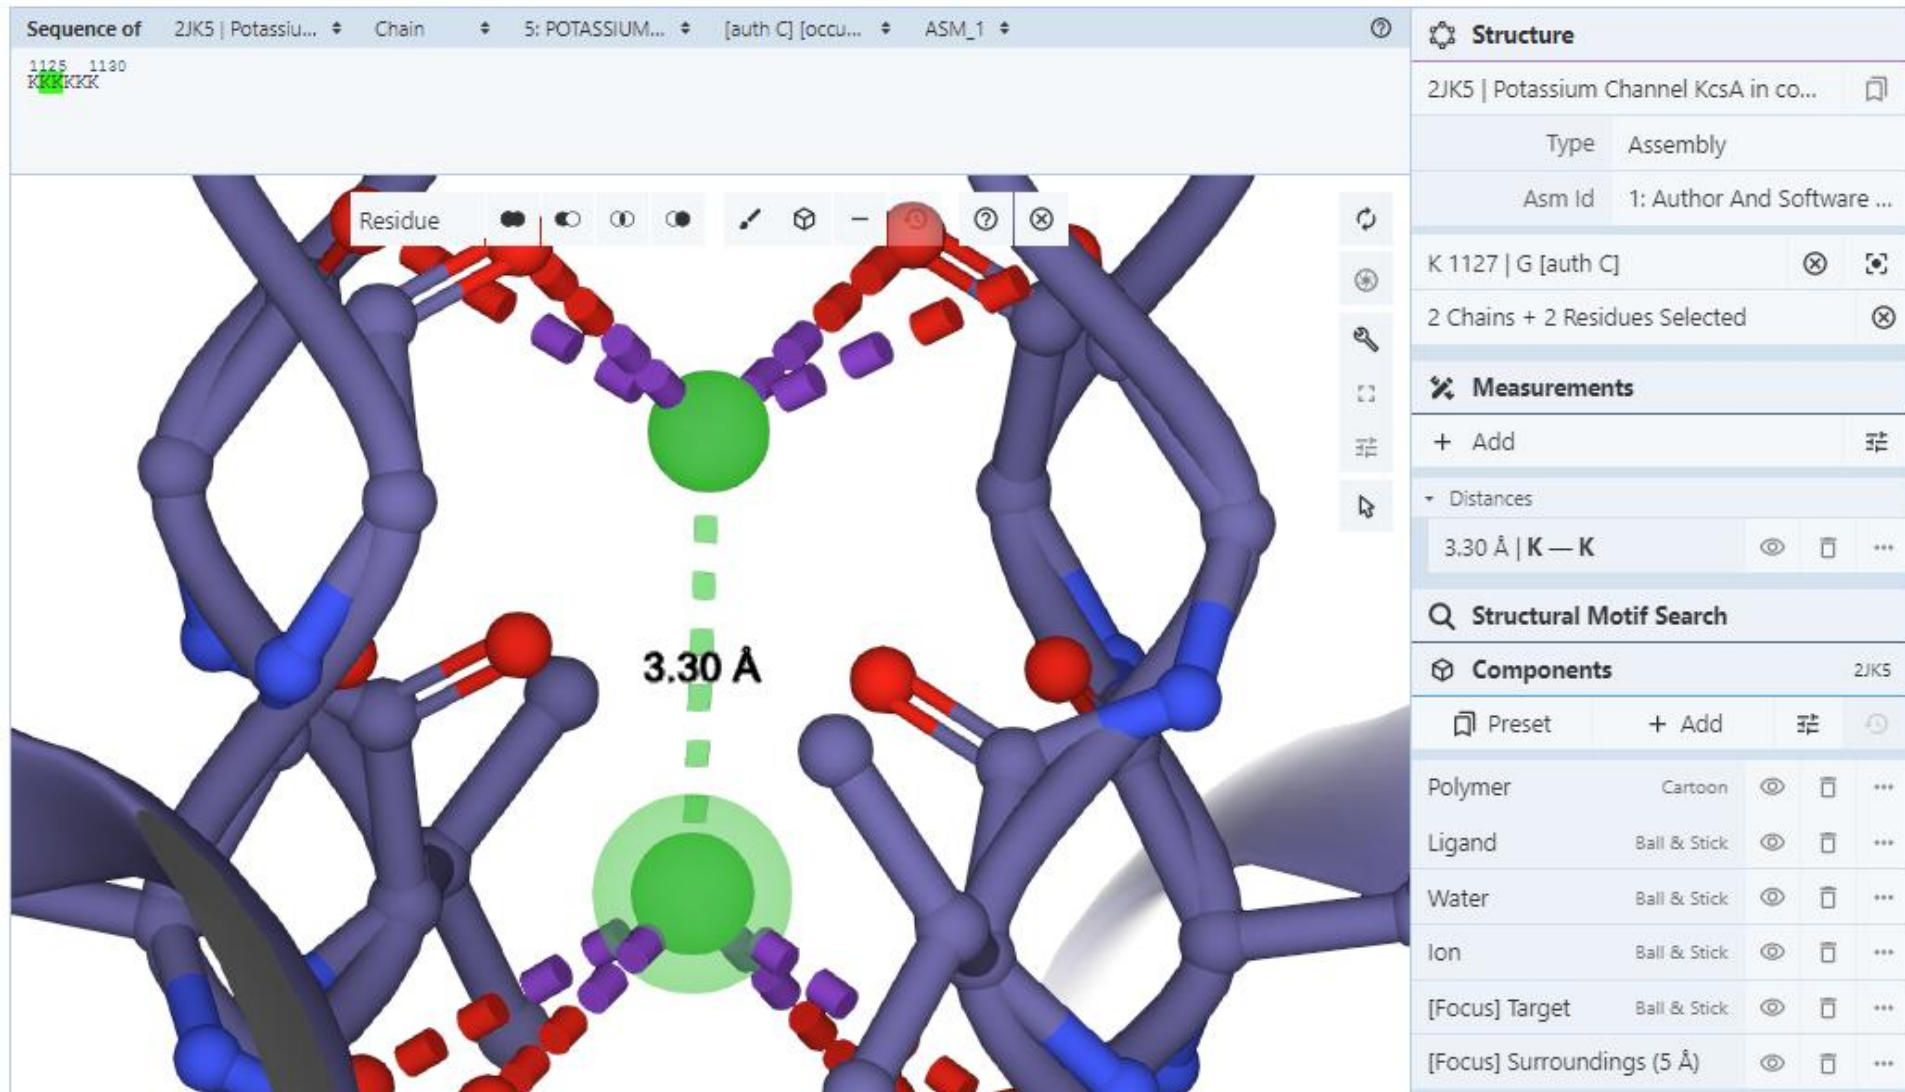 Sequence of 2JK5 | Potassiu... Chain 5: POTASSIUM... [auth C] [occu... ASM_1
1125 1130
KKKKKK
Residue
3.30 Å
Structure
2JK5 | Potassium Channel KcsA in co...
Type Assembly
Asm Id 1: Author And Software ...
K 1127 | G [auth C]
2 Chains + 2 Residues Selected
Measurements
+ Add
Distances
3.30 Å | K — K
Structural Motif Search
Components 2JK5
Preset + Add
Polymer Cartoon
Ligand Ball & Stick
Water Ball & Stick
Ion Ball & Stick
[Focus] Target Ball & Stick
[Focus] Surroundings (5 Å)